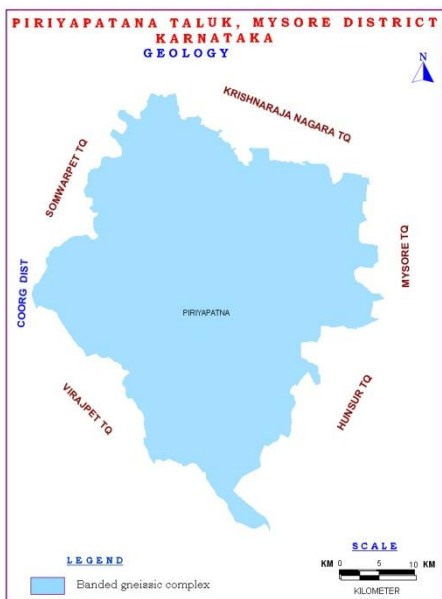 PIRIYAPATANA TALUK, MYSORE DISTRICT
KARNATAKA
GEOLOGY
N
KRISHNARAJA NAGARA TQ
SOMWARPET TQ
MYSORE TQ
COORG DIST
PIRIYAPATNA
VIRAJPET TQ
HUNSUR TQ
LEGEND
Banded gneissic complex
SCALE
KM 0 5 10 KM
KILOMETER